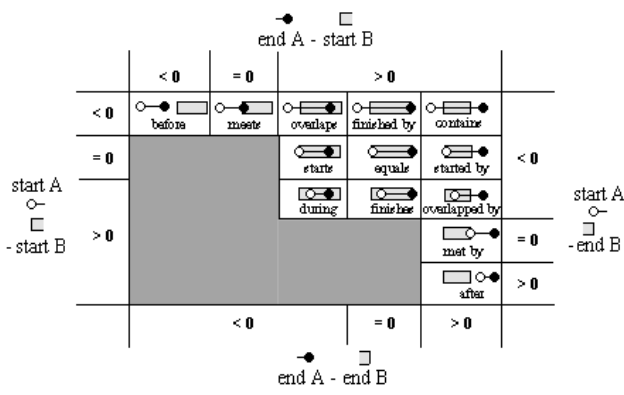 end A - start B
< 0 = 0 > 0
< 0 before meets overlaps finished by contains
= 0 starts equals started by < 0
start A
- start B
> 0 during finishes overlapped by
start A
- end B
met by = 0
after > 0
< 0 = 0 > 0
end A - end B